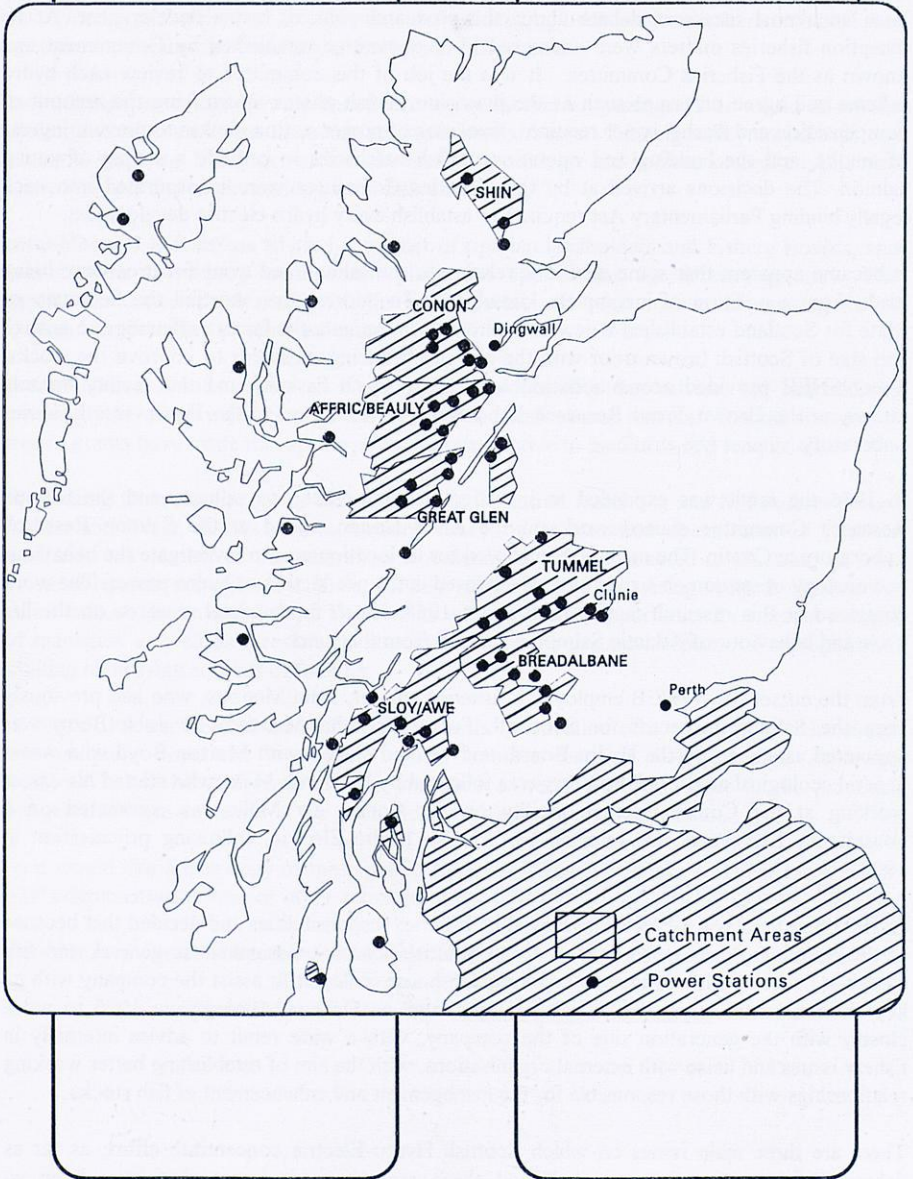 SHIN
CONON
Dingwall
AFFRIC/BEAULY
GREAT GLEN
TUMMEL
Clunie
BREADALBANE
Perth
SLOY/AWE
Catchment Areas
Power Stations